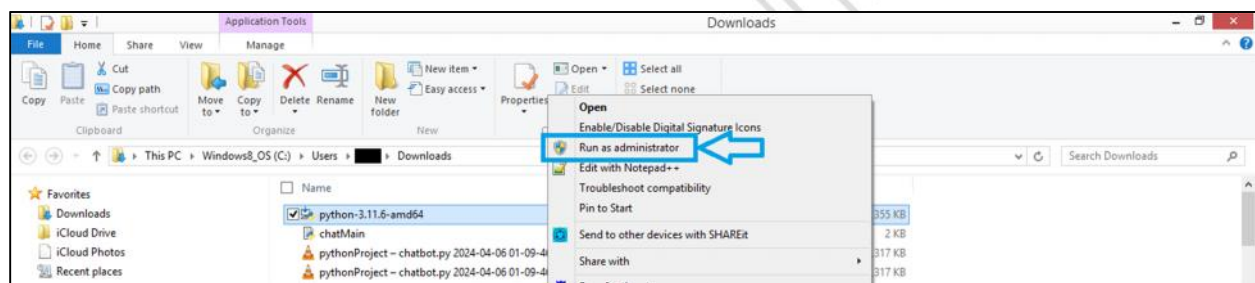 Application Tools
Downloads
File Home Share View Manage
Cut
Copy path
Paste shortcut
Copy Paste
Move to
Copy to
Delete Rename
New folder
New item
Easy access
Properties
Open
Edit
Select all
Select none
Clipboard Organize New
This PC Windows8_OS (C:) Users Downloads
Search Downloads
Favorites
Downloads
iCloud Drive
iCloud Photos
Recent places
Name
python-3.11.6-amd64
355 KB
chatMain
2 KB
pythonProject – chatbot.py 2024-04-06 01-09-4
317 KB
pythonProject – chatbot.py 2024-04-06 01-09-4
317 KB
Open
Enable/Disable Digital Signature Icons
Run as administrator
Edit with Notepad++
Troubleshoot compatibility
Pin to Start
Send to other devices with SHAREit
Share with